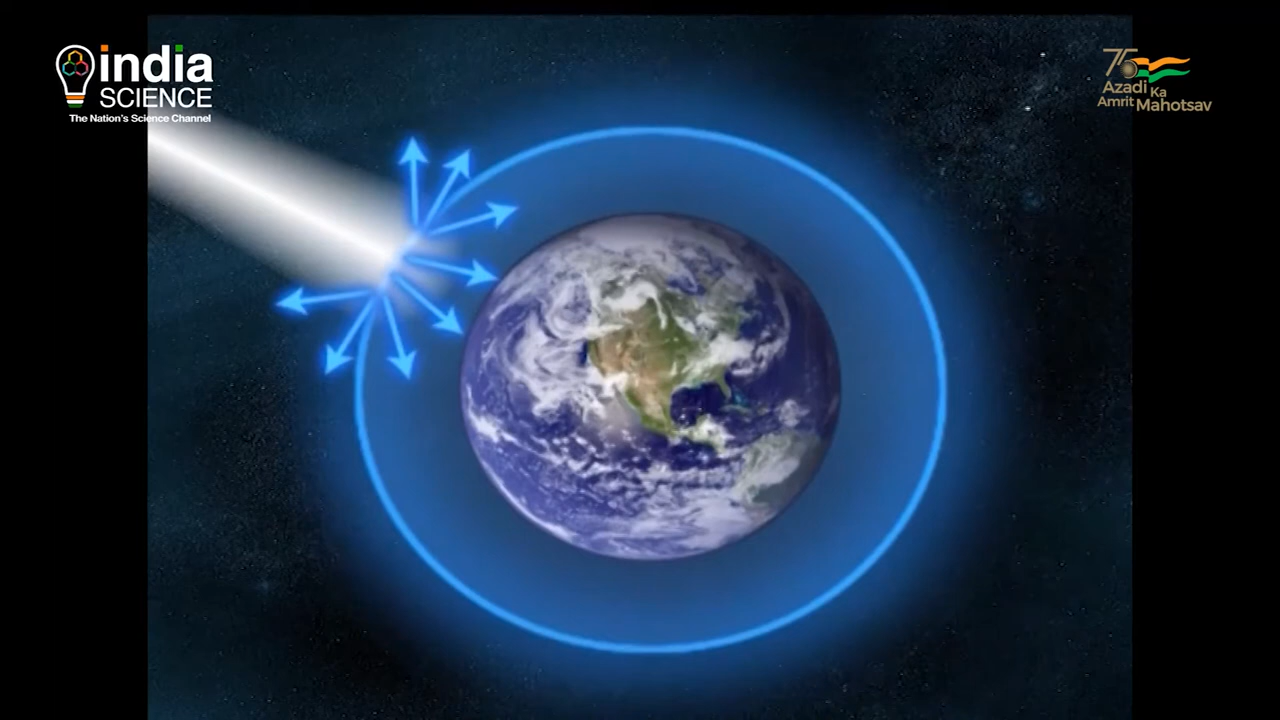 india
SCIENCE
The Nation's Science Channel
75
Azadi Ka
Amrit Mahotsav